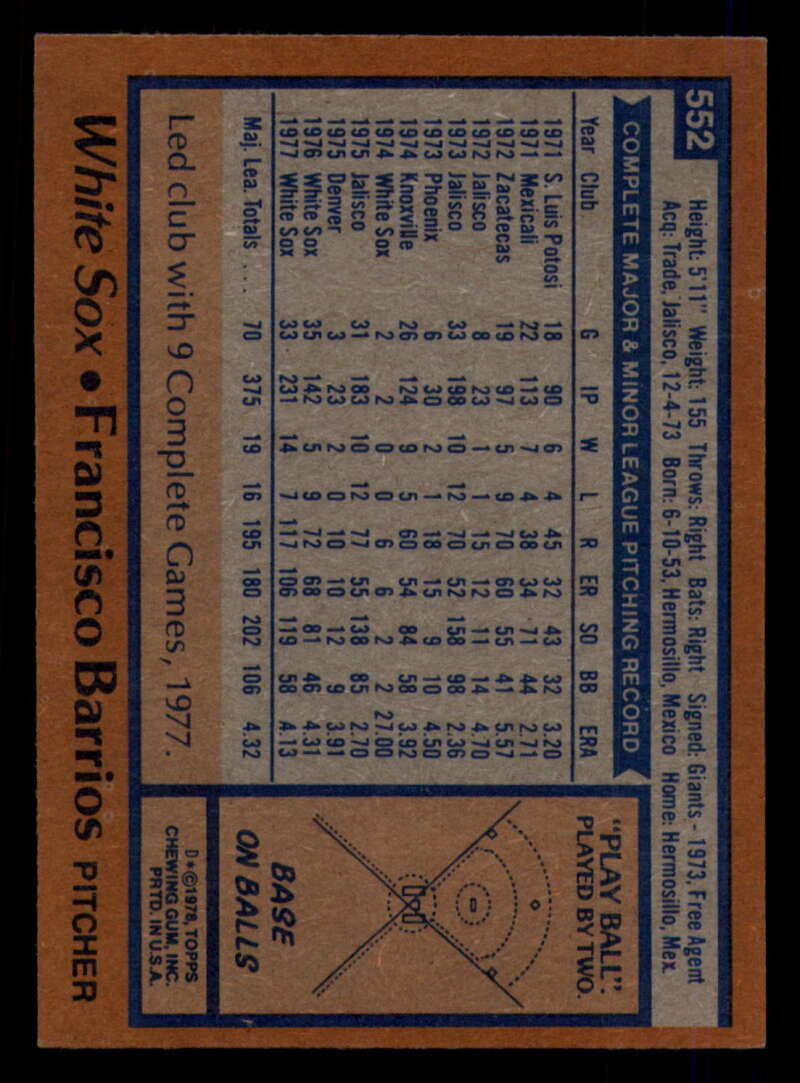 552
Height: 5'11" Weight: 155 Throws: Right Bats: Right Signed: Giants - 1973, Free Agent
Acq: Trade, Jalisco, 12-4-73 Born: 6-10-53, Hermosillo, Mexico Home: Hermosillo, Mex.
COMPLETE MAJOR & MINOR LEAGUE PITCHING RECORD
Year Club G IP W L R ER SO BB ERA
1971 S. Luis Potosi 18 90 6 4 45 32 43 32 3.20
1971 Mexicali 22 113 7 4 38 34 71 44 2.71
1972 Zacatecas 19 97 5 9 70 60 55 41 5.57
1972 Jalisco 8 23 1 1 15 12 11 14 4.70
1973 Jalisco 33 198 10 12 70 52 158 98 2.36
1973 Phoenix 6 30 2 1 18 15 9 10 4.50
1974 Knoxville 26 124 9 5 60 54 84 58 3.92
1974 White Sox 2 2 0 0 6 6 2 2 27.00
1975 Jalisco 31 183 10 12 77 55 138 85 2.70
1975 Denver 3 23 2 0 10 10 12 9 3.91
1976 White Sox 35 142 5 9 72 68 81 46 4.31
1977 White Sox 33 231 14 7 117 106 119 58 4.13
Maj. Lea. Totals .... 70 375 19 16 195 180 202 106 4.32
Led club with 9 Complete Games, 1977.
"PLAY BALL".
PLAYED BY TWO.
BASE
ON BALLS
D*©1978, TOPPS
CHEWING GUM, INC.
PRTD. IN U.S.A.
White Sox • Francisco Barrios PITCHER